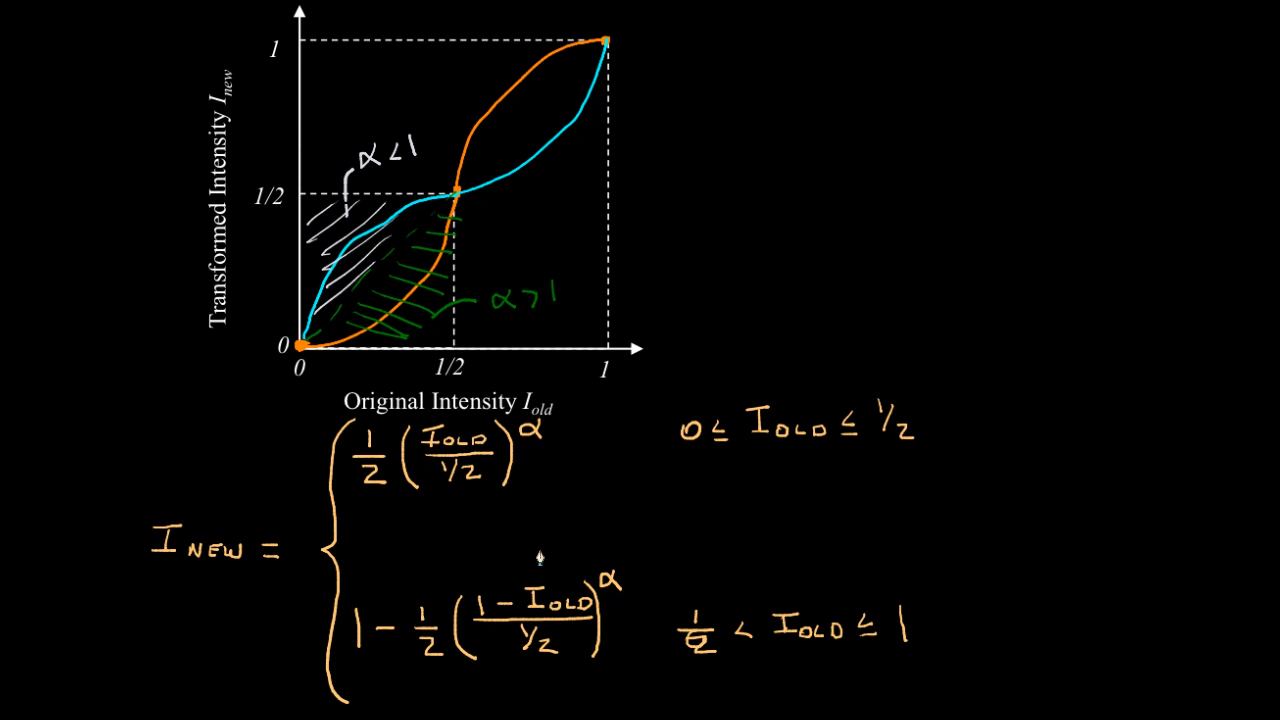 Transformed Intensity I_new
1
1/2
0
0
1/2
1
α < 1
α > 1
Original Intensity I_old
I_NEW = { 1/2 (I_OLD / 1/2)^α 0 ≤ I_OLD ≤ 1/2
1 - 1/2 (1 - I_OLD / 1/2)^α 1/2 < I_OLD ≤ 1